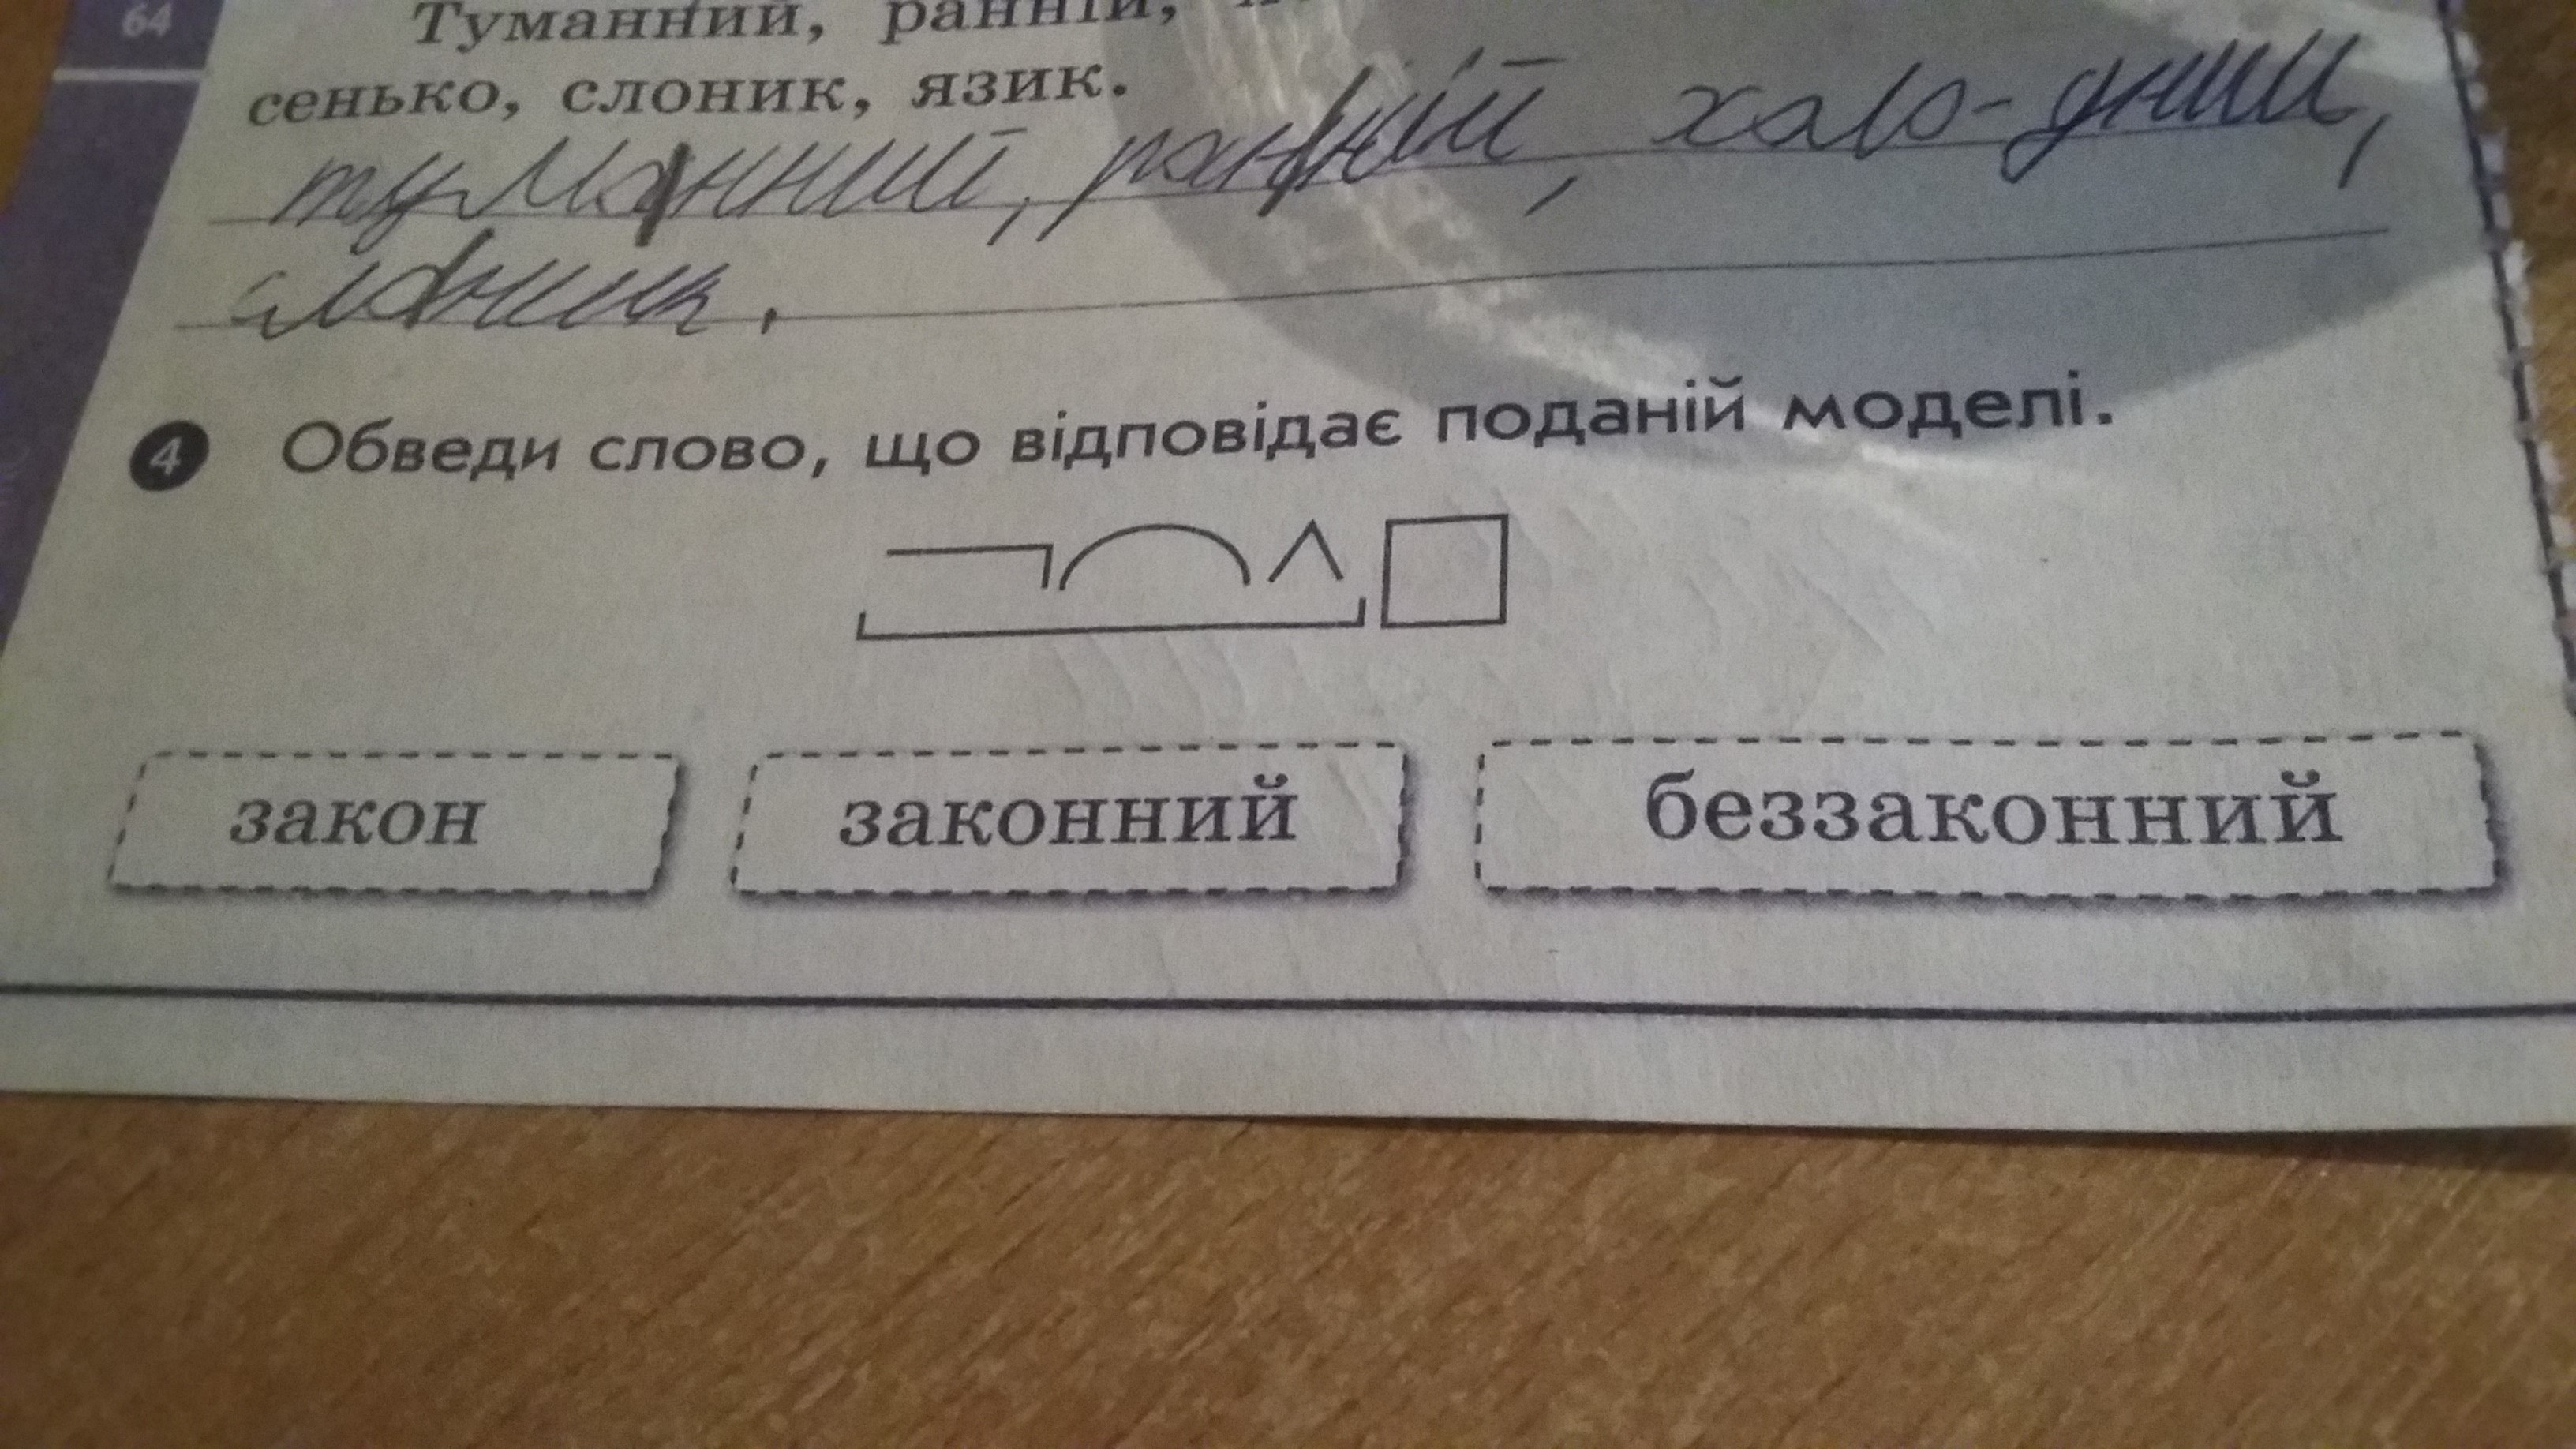 64
Туманний, ранній,
сенько, слоник, язик.
туманний, ранній, хало-дний,
слоник.
4 Обведи слово, що відповідає поданій моделі.
закон законний беззаконний